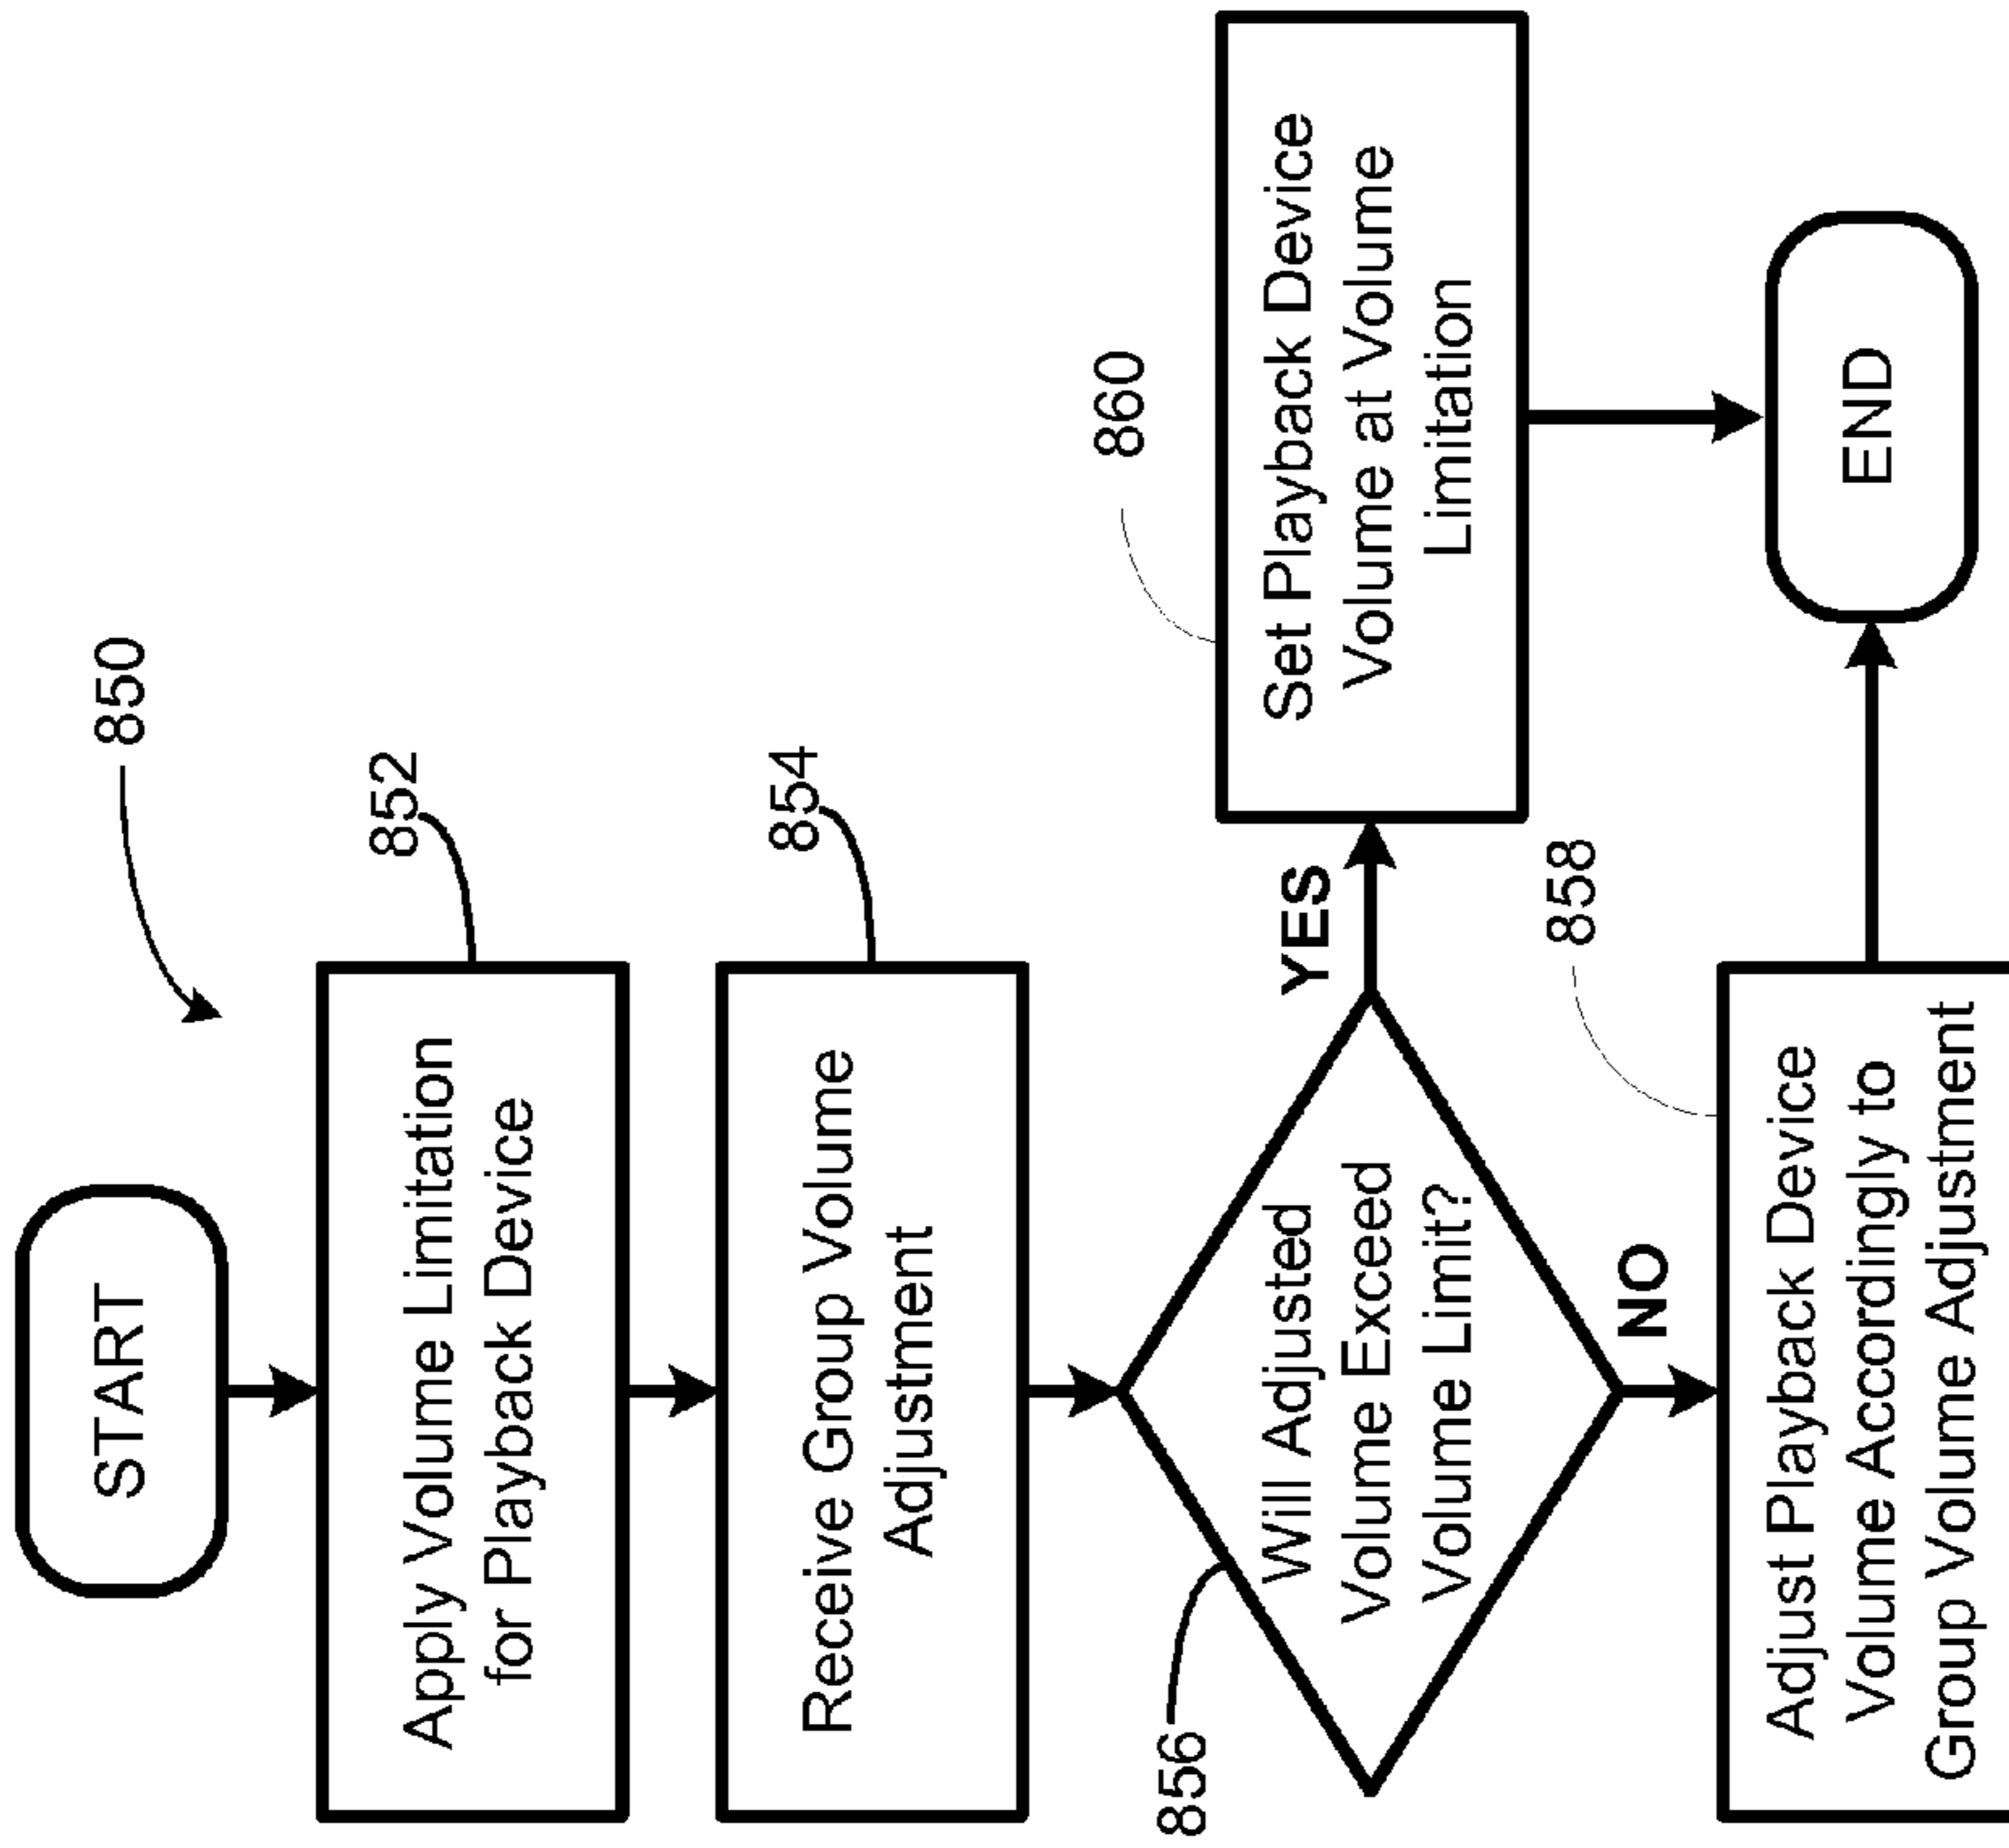 850
START
852
Apply Volume Limitation
for Playback Device
854
Receive Group Volume
Adjustment
856
Will Adjusted
Volume Exceed
Volume Limit?
YES
860
Set Playback Device
Volume at Volume
Limitation
NO
858
Adjust Playback Device
Volume Accordingly to
Group Volume Adjustment
END